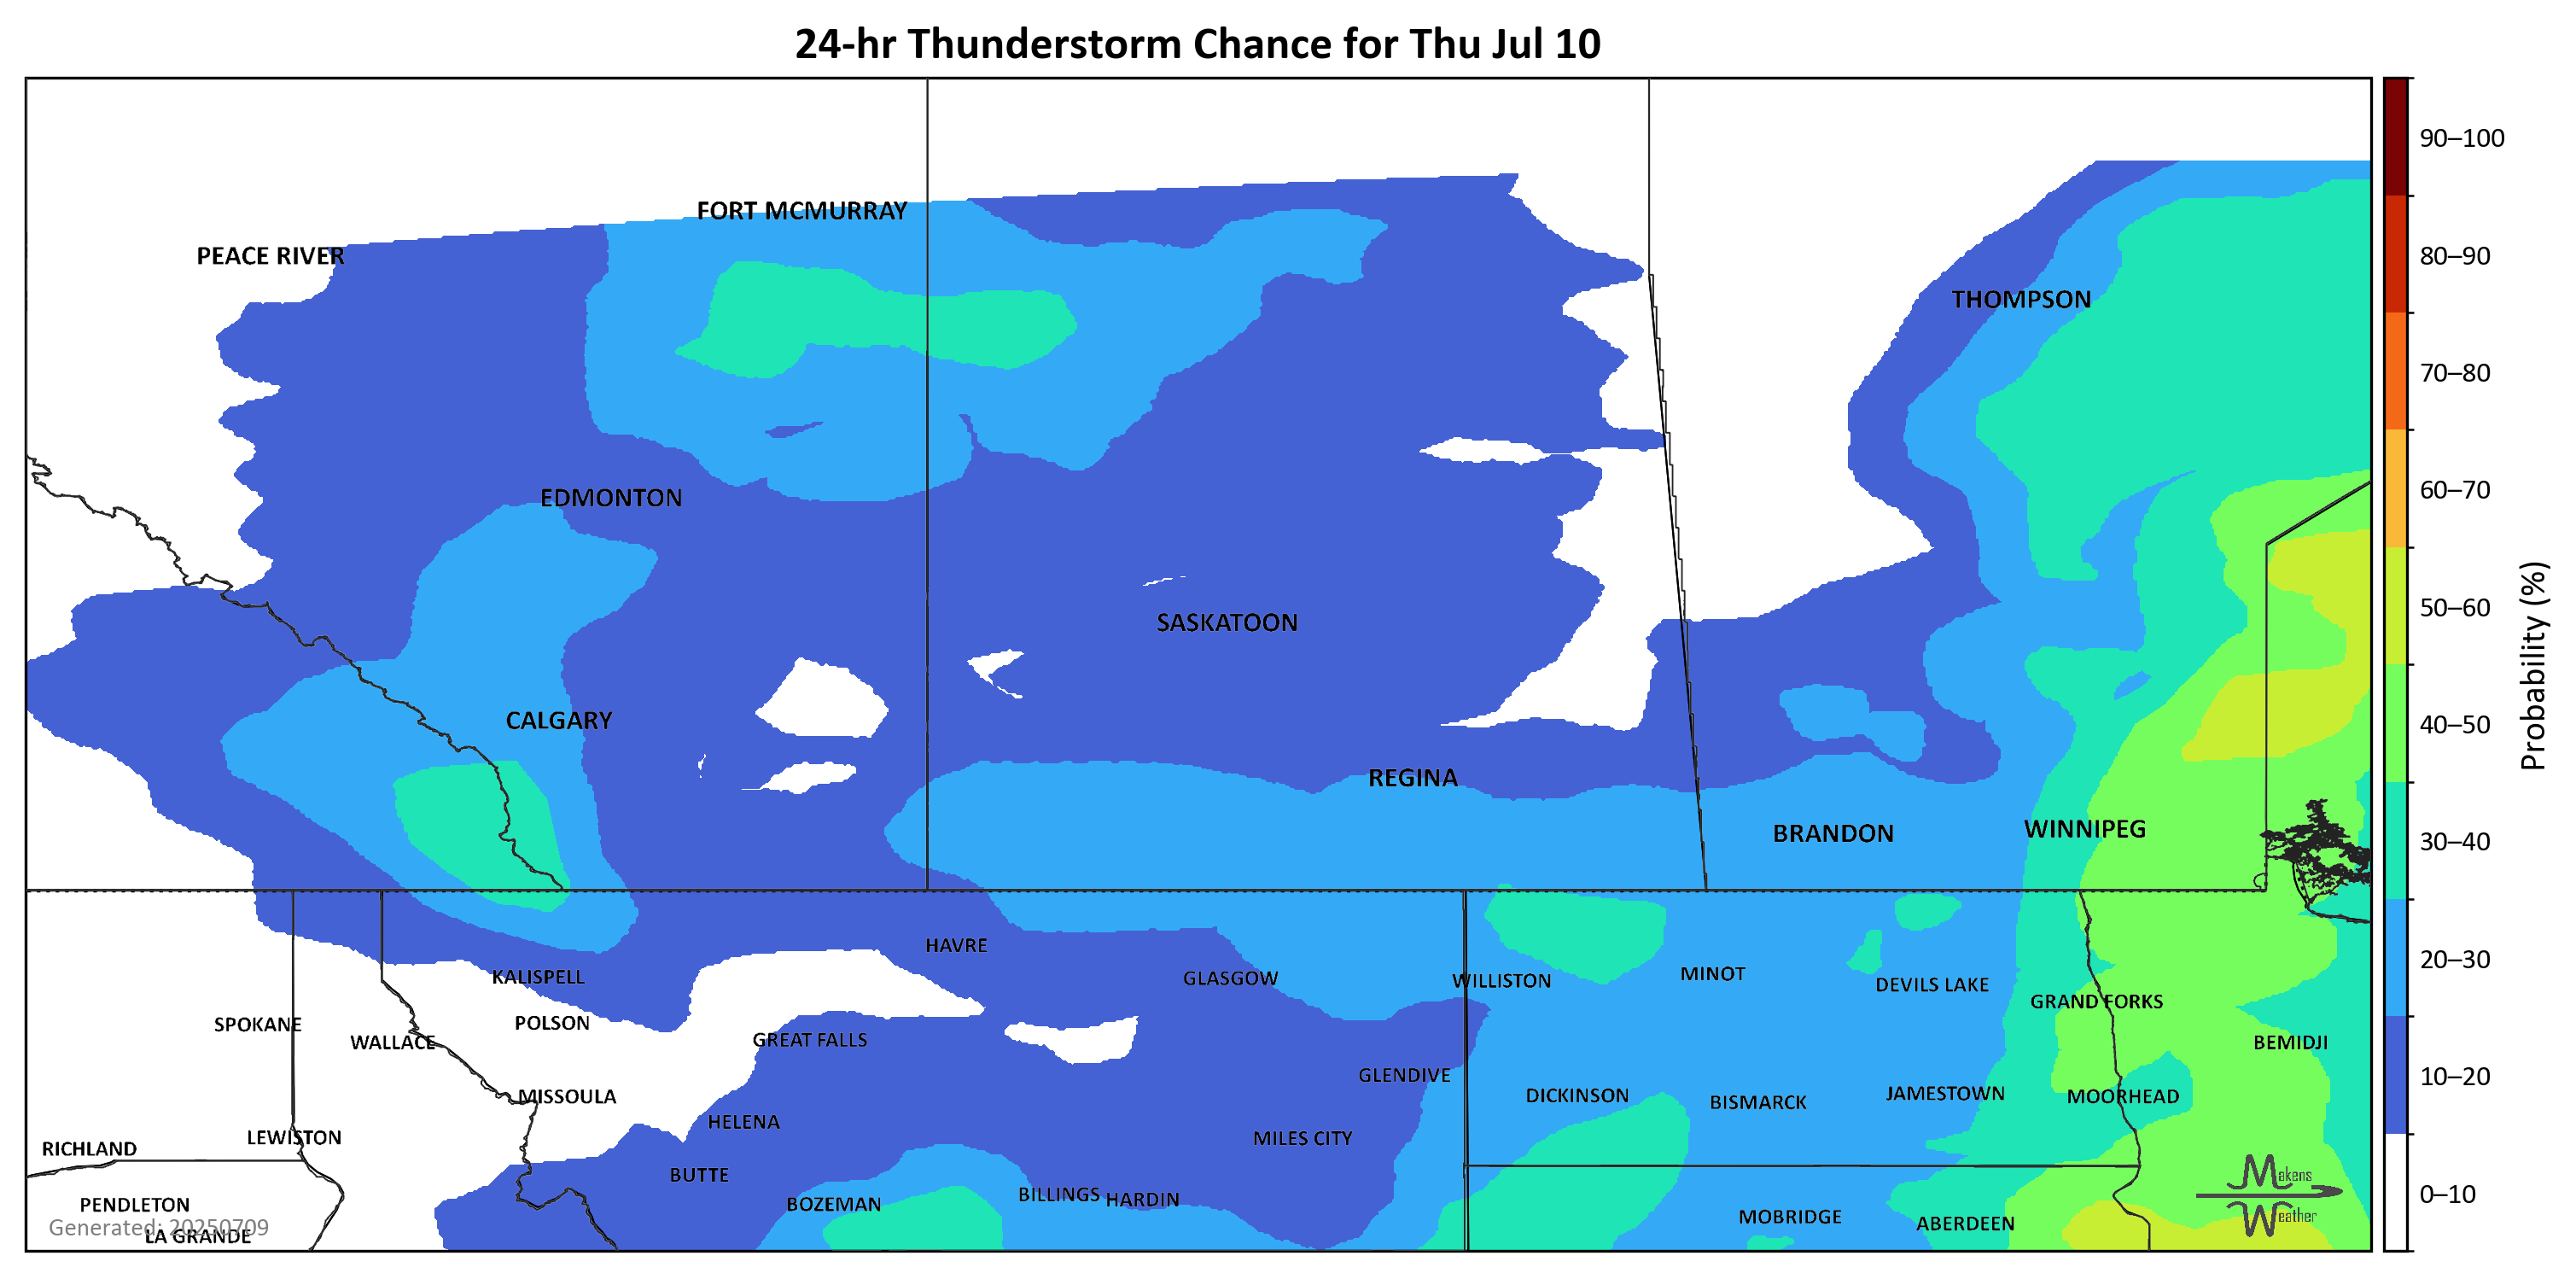 24-hr Thunderstorm Chance for Thu Jul 10
90–100
FORT MCMURRAY
PEACE RIVER
80–90
THOMPSON
70–80
EDMONTON
60–70
50–60
SASKATOON
CALGARY
40–50
Probability (%)
REGINA
BRANDON
WINNIPEG
30–40
HAVRE
20–30
KALISPELL
GLASGOW
WILLISTON
MINOT
DEVILS LAKE
GRAND FORKS
SPOKANE
POLSON
WALLACE
GREAT FALLS
BEMIDJI
GLENDIVE
10–20
MISSOULA
DICKINSON
BISMARCK
JAMESTOWN
MOORHEAD
HELENA
LEWISTON
MILES CITY
RICHLAND
BUTTE
Makens
Weather
0–10
PENDLETON
BOZEMAN
BILLINGS
HARDIN
MOBRIDGE
ABERDEEN
Generated: 20250709
LA GRANDE